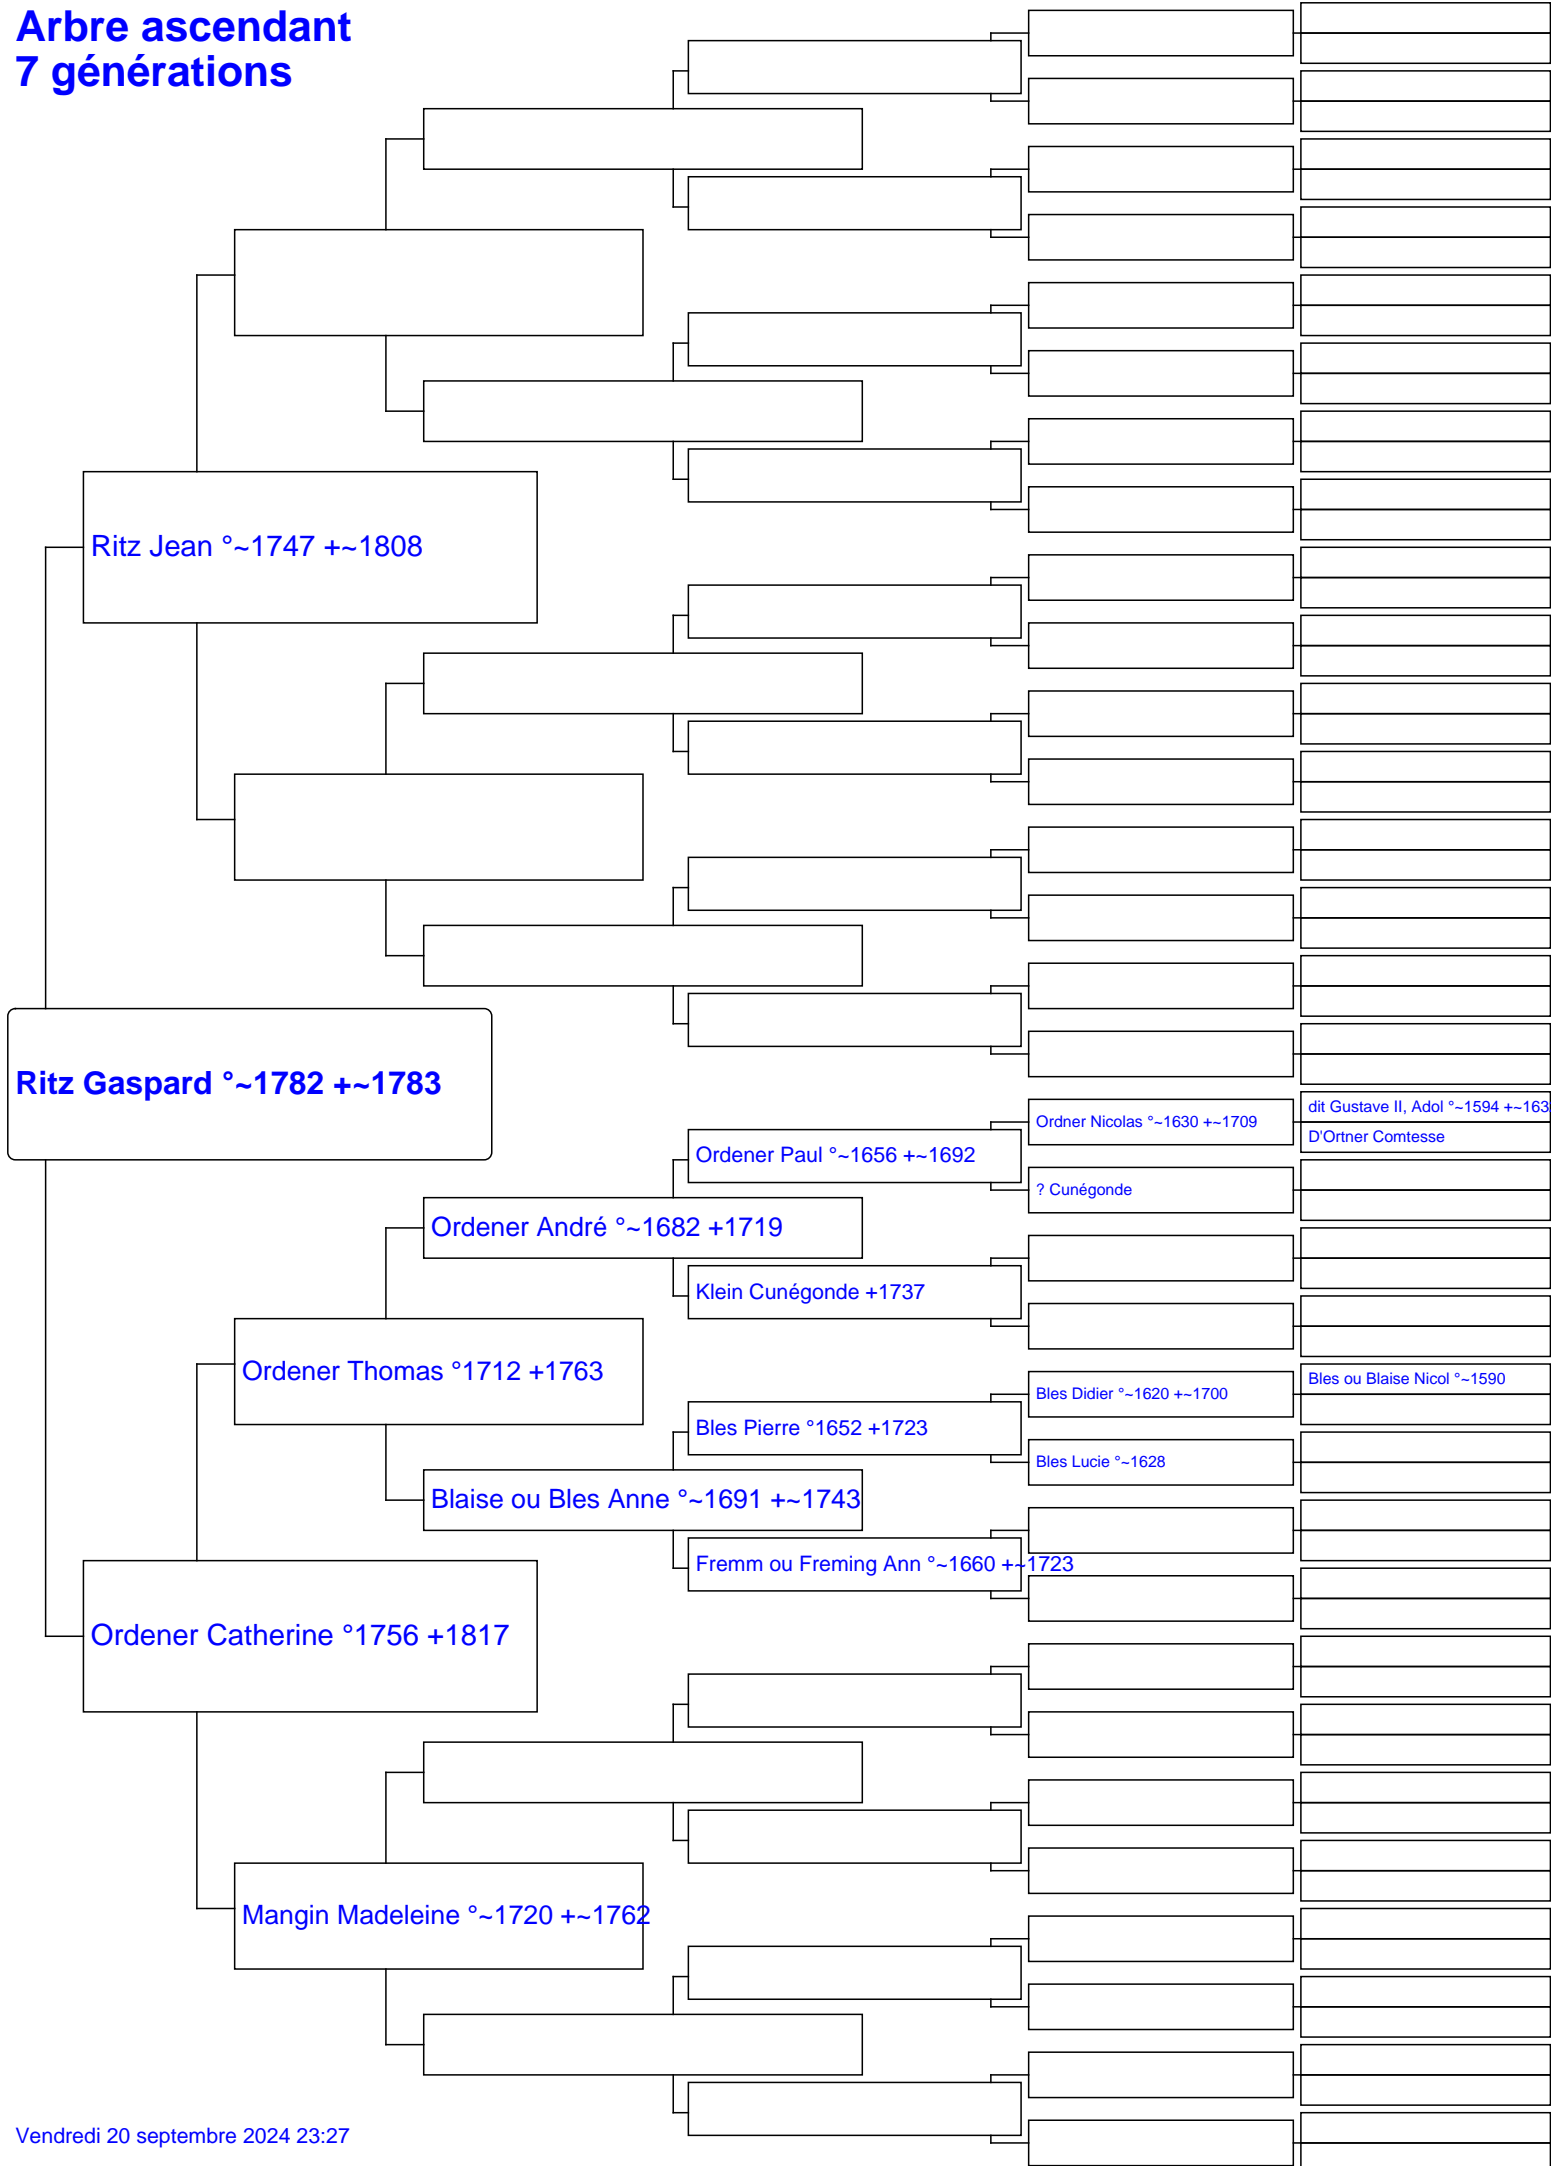 Arbre ascendant
7 générations
Ritz Jean °~1747 +~1808
Ritz Gaspard °~1782 +~1783
dit Gustave II, Adol °~1594 +~163
Ordner Nicolas °~1630 +~1709
D'Ortner Comtesse
Ordener Paul °~1656 +~1692
? Cunégonde
Ordener André °~1682 +1719
Klein Cunégonde +1737
Ordener Thomas °1712 +1763
Bles ou Blaise Nicol °~1590
Bles Didier °~1620 +~1700
Bles Pierre °1652 +1723
Bles Lucie °~1628
Blaise ou Bles Anne °~1691 +~1743
Fremm ou Freming Ann °~1660 +~1723
Ordener Catherine °1756 +1817
Mangin Madeleine °~1720 +~1762
Vendredi 20 septembre 2024 23:27